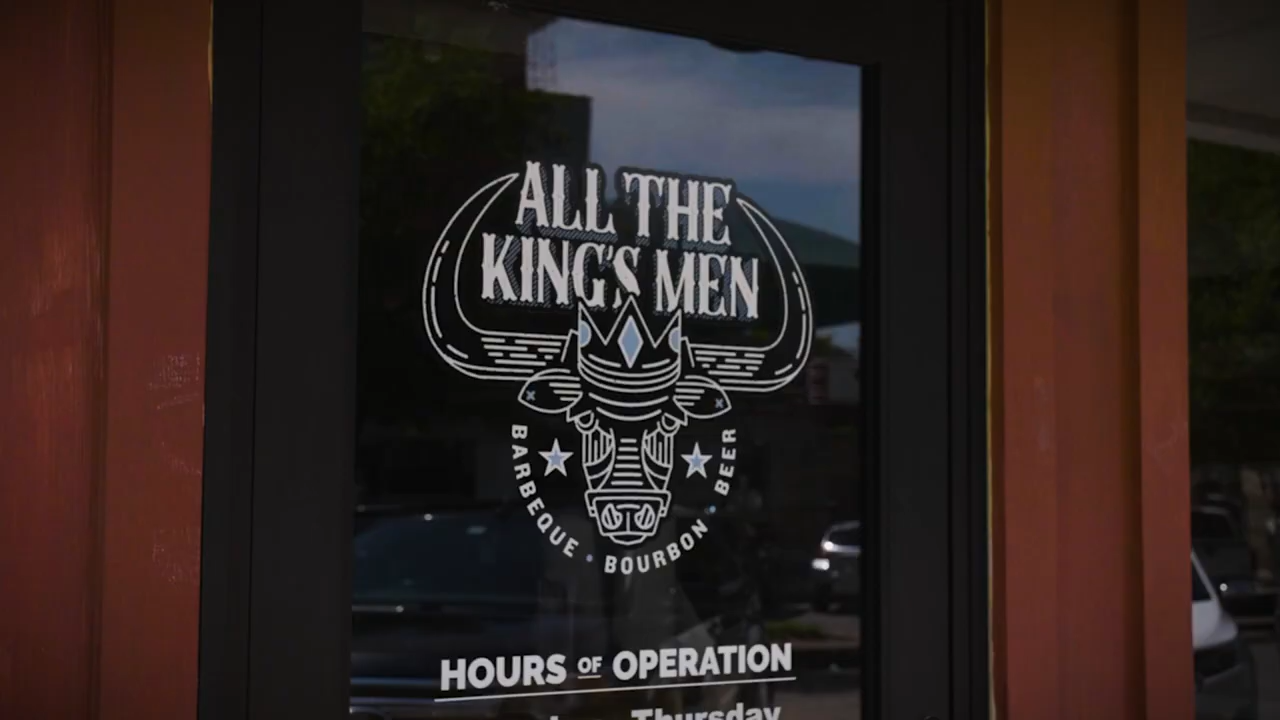 ALL THE
KING'S MEN
BARBEQUE • BOURBON BEER
HOURS OF OPERATION
Thursday